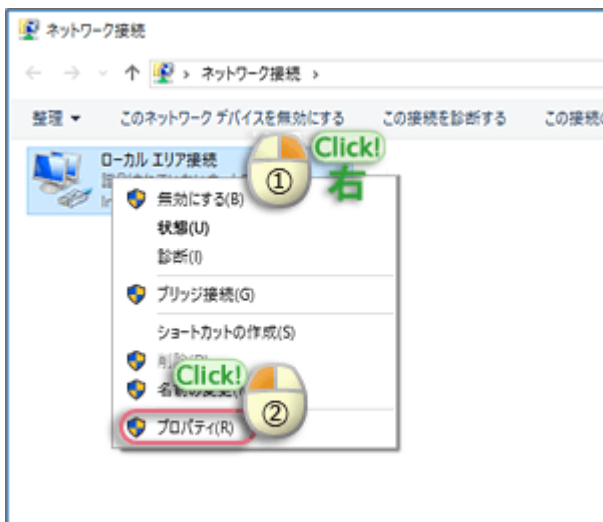 ネットワーク接続
ネットワーク接続
整理 このネットワーク デバイスを無効にする この接続を診断する この接続の
ローカル エリア接続
Click!
①
右
無効にする(B)
状態(U)
診断(I)
ブリッジ接続(G)
ショートカットの作成(S)
Click!
②
プロパティ(R)